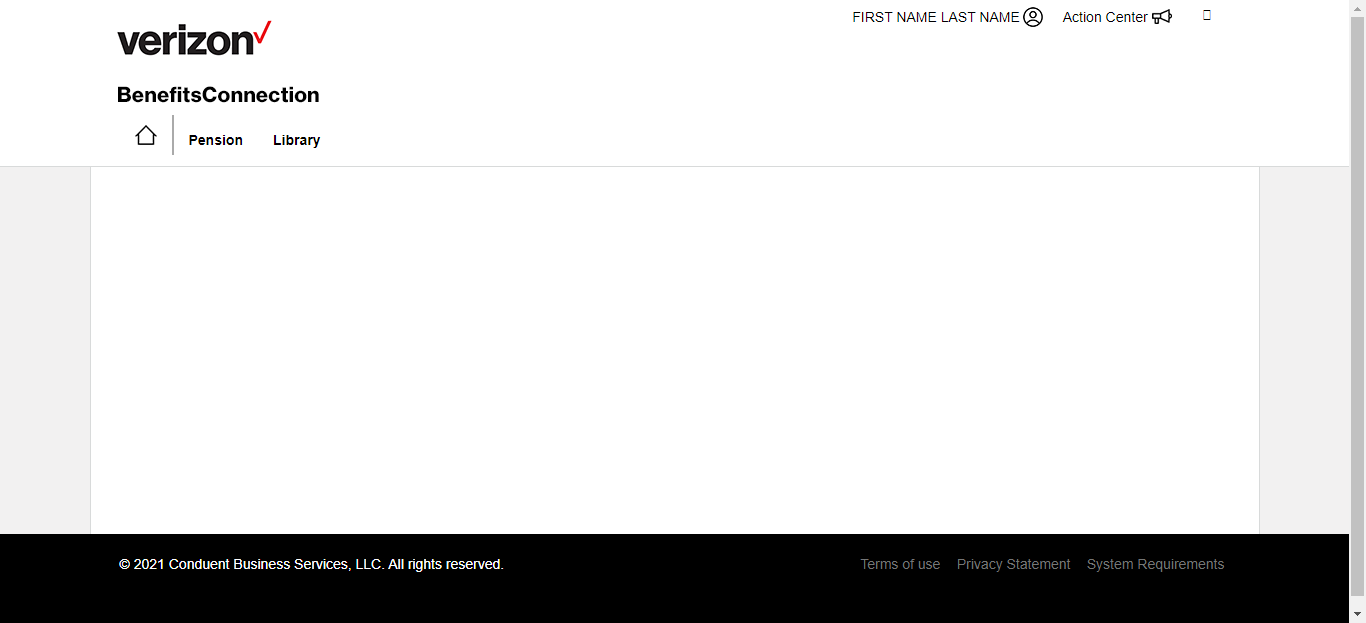 FIRST NAME LAST NAME Action Center
verizon
BenefitsConnection
Pension Library
© 2021 Conduent Business Services, LLC. All rights reserved. Terms of use Privacy Statement System Requirements